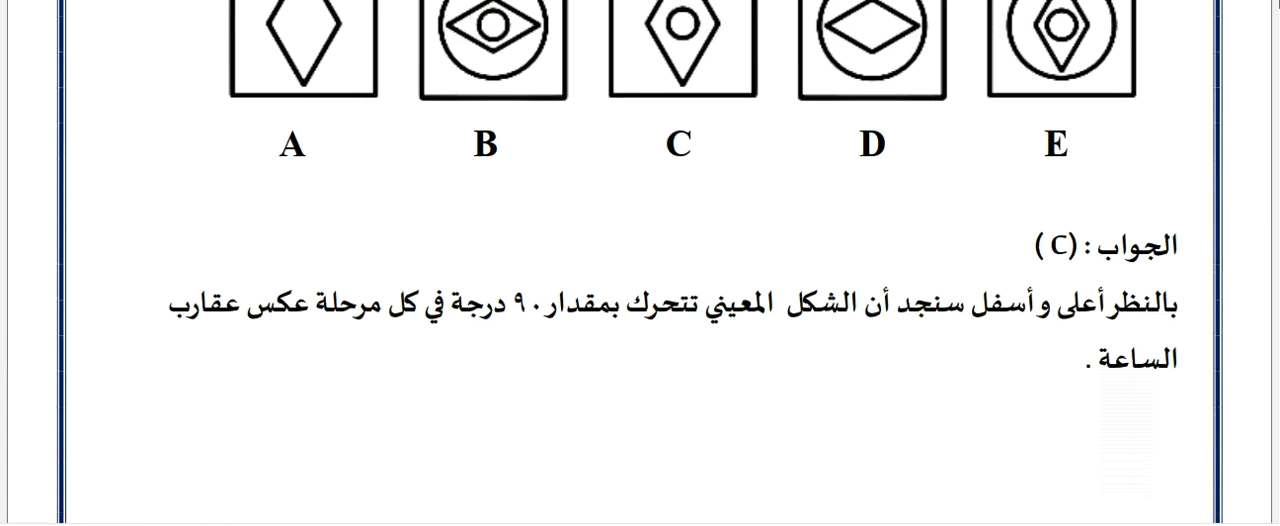 A B C D E
الجواب : (C )
بالنظر أعلى و أسفل سنجد أن الشكل المعيني تتحرك بمقدار ٩٠ درجة في كل مرحلة عكس عقارب
الساعة .